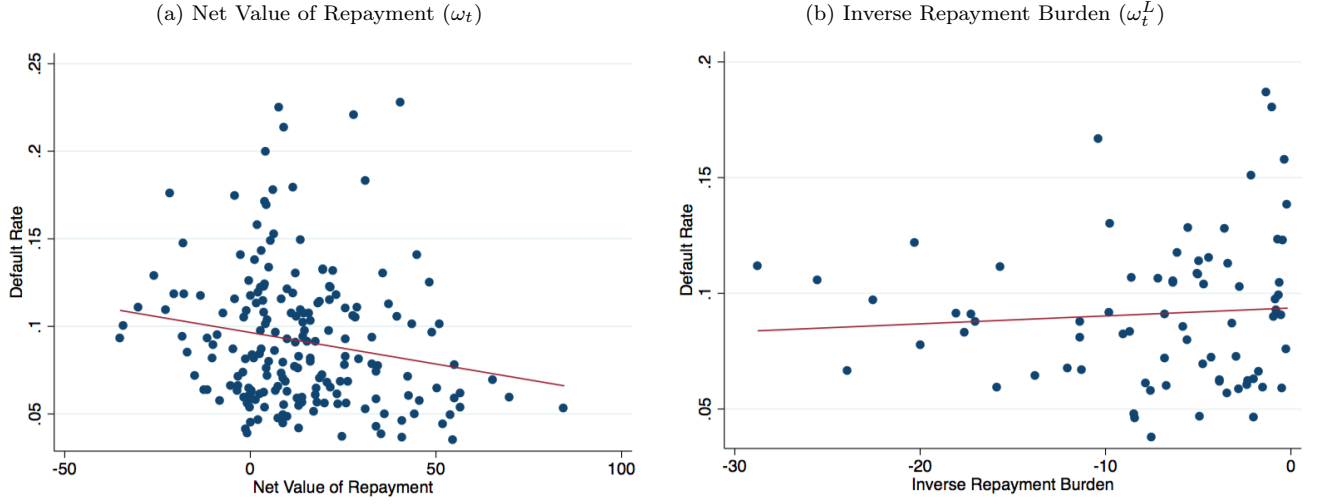 (a) Net Value of Repayment (ωt)
Default Rate
.25
.2
.15
.1
.05
-50
0
50
100
Net Value of Repayment
(b) Inverse Repayment Burden (ωtL)
Default Rate
.2
.15
.1
.05
-30
-20
-10
0
Inverse Repayment Burden